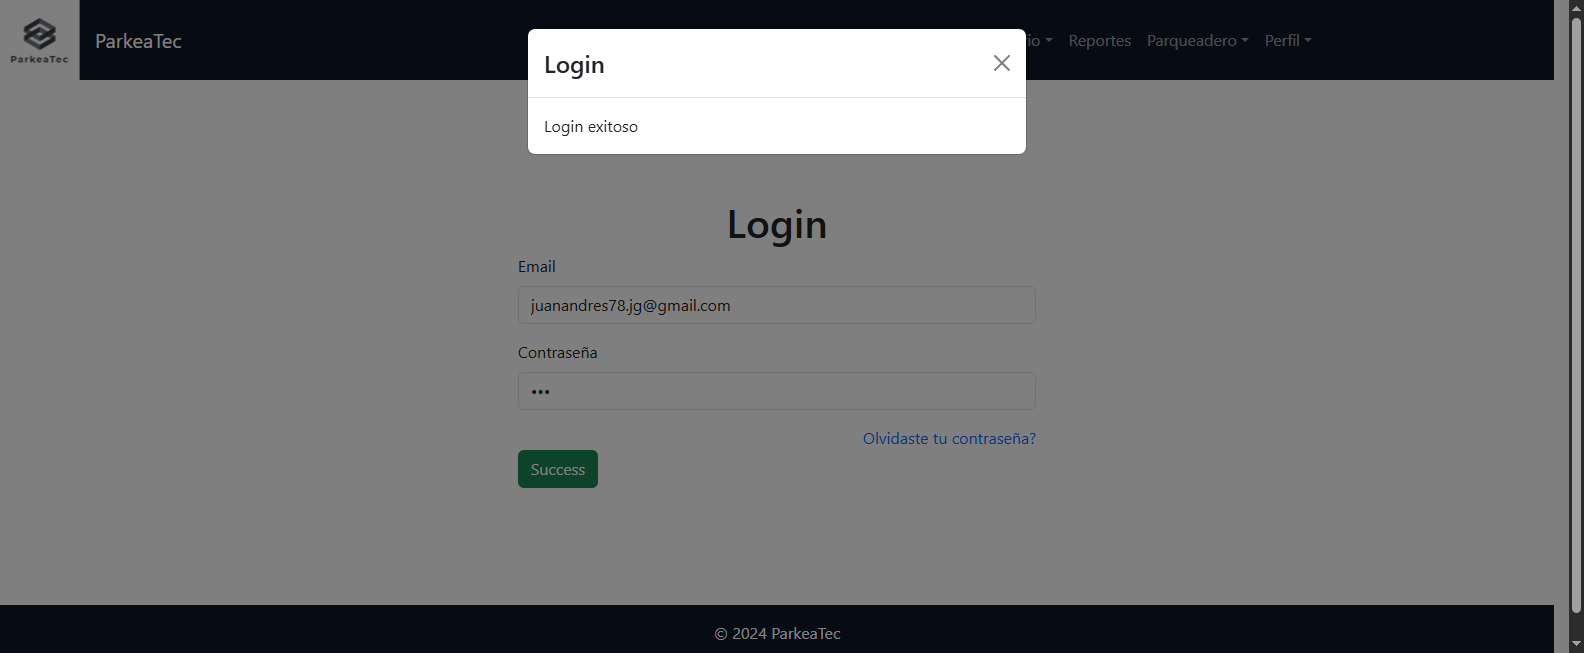 ParkeaTec
ParkeaTec
io
Reportes
Parqueadero
Perfil
Login
Login exitoso
Login
Email
juanandres78.jg@gmail.com
Contraseña
•••
Olvidaste tu contraseña?
Success
© 2024 ParkeaTec